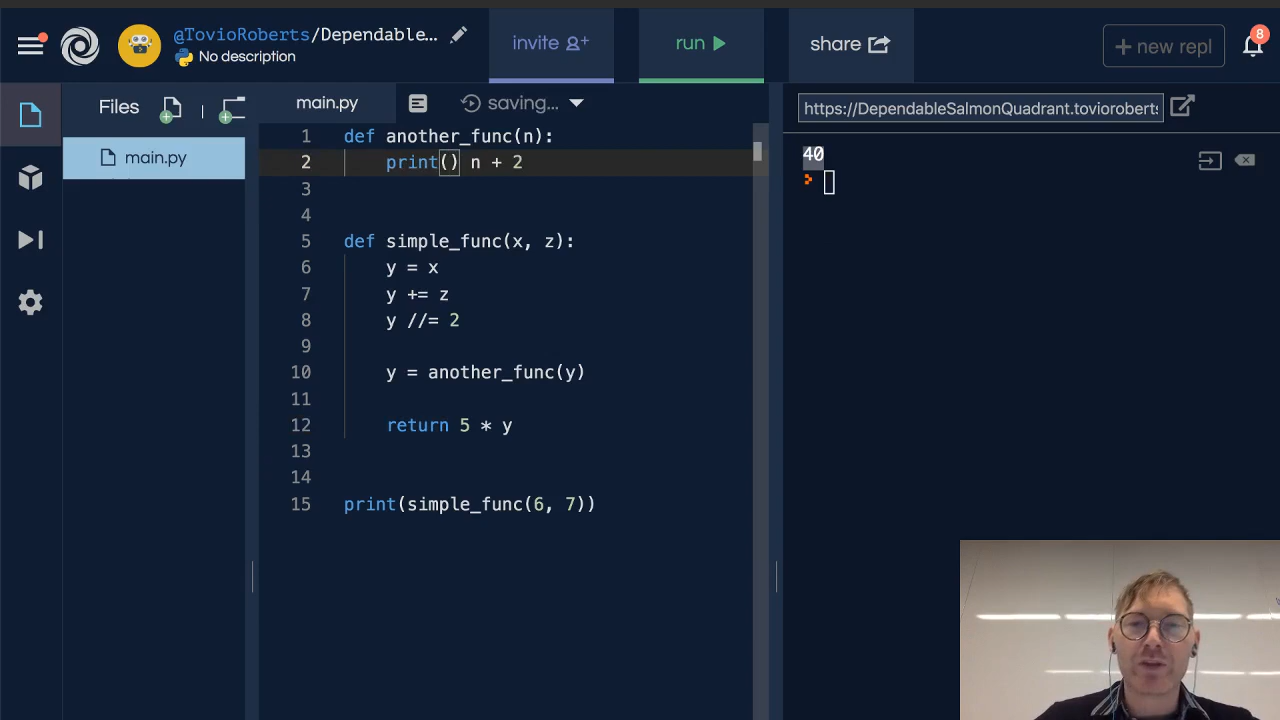 @TovioRoberts/Dependable...
No description
invite
run
share
+ new repl
8
Files
main.py
main.py
saving...
https://DependableSalmonQuadrant.tovioroberts
1 def another_func(n):
2 print() n + 2
3
4
5 def simple_func(x, z):
6 y = x
7 y += z
8 y //= 2
9
10 y = another_func(y)
11
12 return 5 * y
13
14
15 print(simple_func(6, 7))
40
>